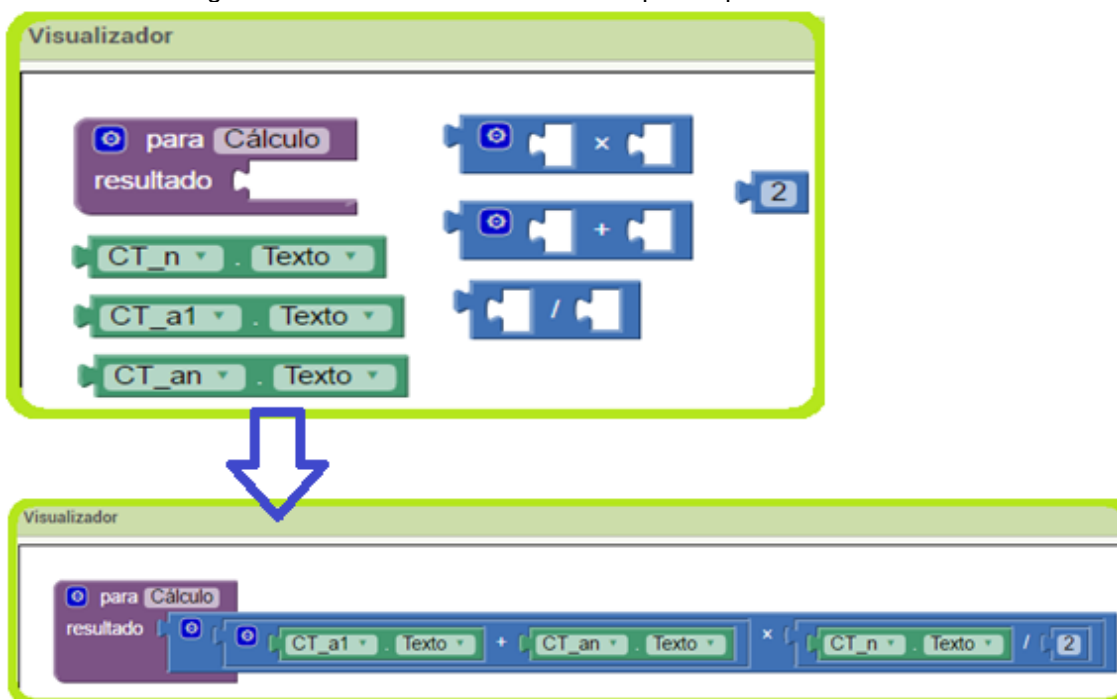 Visualizador
para Cálculo
resultado
×
2
+
CT_n . Texto
/
CT_a1 . Texto
CT_an . Texto
Visualizador
para Cálculo
resultado CT_a1 . Texto + CT_an . Texto × CT_n . Texto / 2